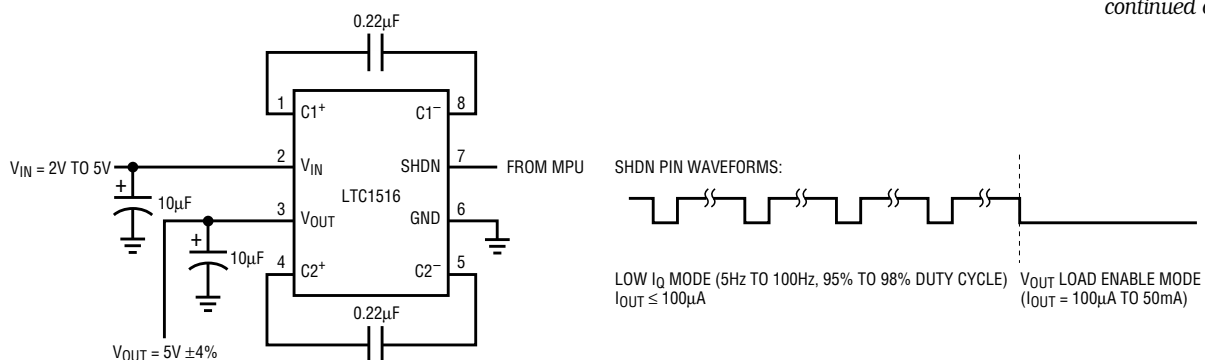 continued
0.22µF
1 C1+ C1– 8
V_IN = 2V TO 5V
2 V_IN SHDN 7 FROM MPU
LTC1516
+ 10µF
3 V_OUT GND 6
+ 10µF
4 C2+ C2– 5
0.22µF
V_OUT = 5V ±4%
SHDN PIN WAVEFORMS:
LOW I_Q MODE (5Hz TO 100Hz, 95% TO 98% DUTY CYCLE)
I_OUT ≤ 100µA
V_OUT LOAD ENABLE MODE
(I_OUT = 100µA TO 50mA)